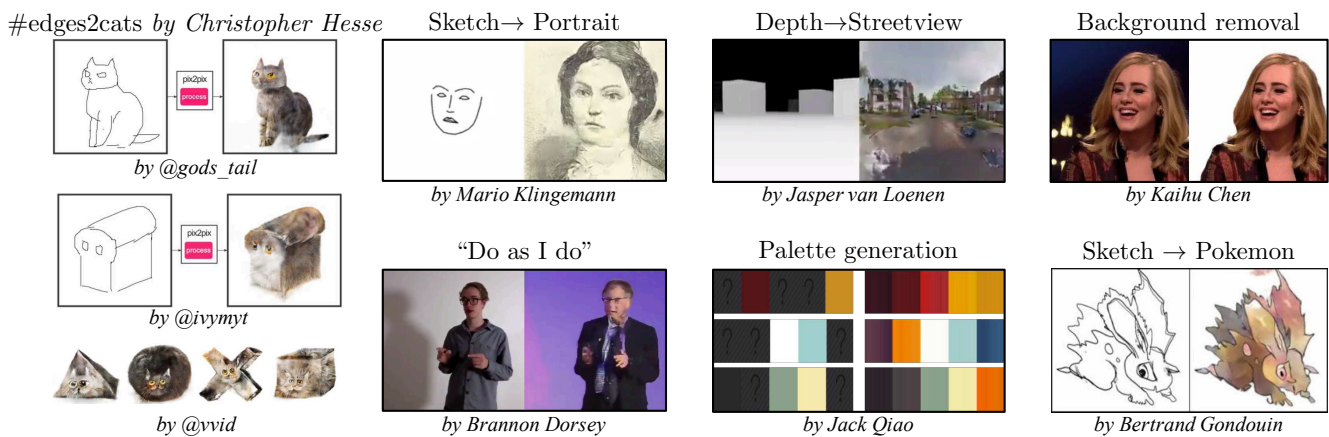 #edges2cats by Christopher Hesse
pix2pix
process
by @gods_tail
pix2pix
process
by @ivymyt
by @vvid
Sketch→ Portrait
by Mario Klingemann
Depth→Streetview
by Jasper van Loenen
Background removal
by Kaihu Chen
“Do as I do”
by Brannon Dorsey
Palette generation
? ? ?
? ? ?
? ?
by Jack Qiao
Sketch → Pokemon
by Bertrand Gondouin